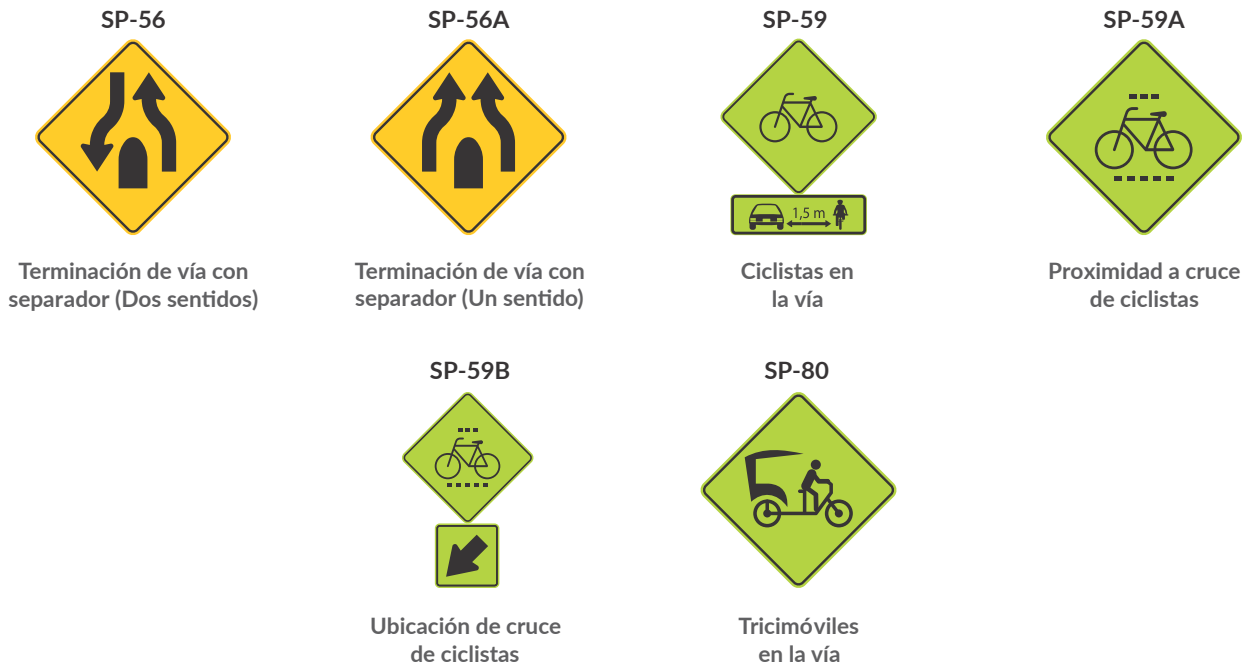 SP-56
SP-56A
SP-59
SP-59A
1,5 m
Terminación de vía con
separador (Dos sentidos)
Terminación de vía con
separador (Un sentido)
Ciclistas en
la vía
Proximidad a cruce
de ciclistas
SP-59B
SP-80
Ubicación de cruce
de ciclistas
Tricimóviles
en la vía